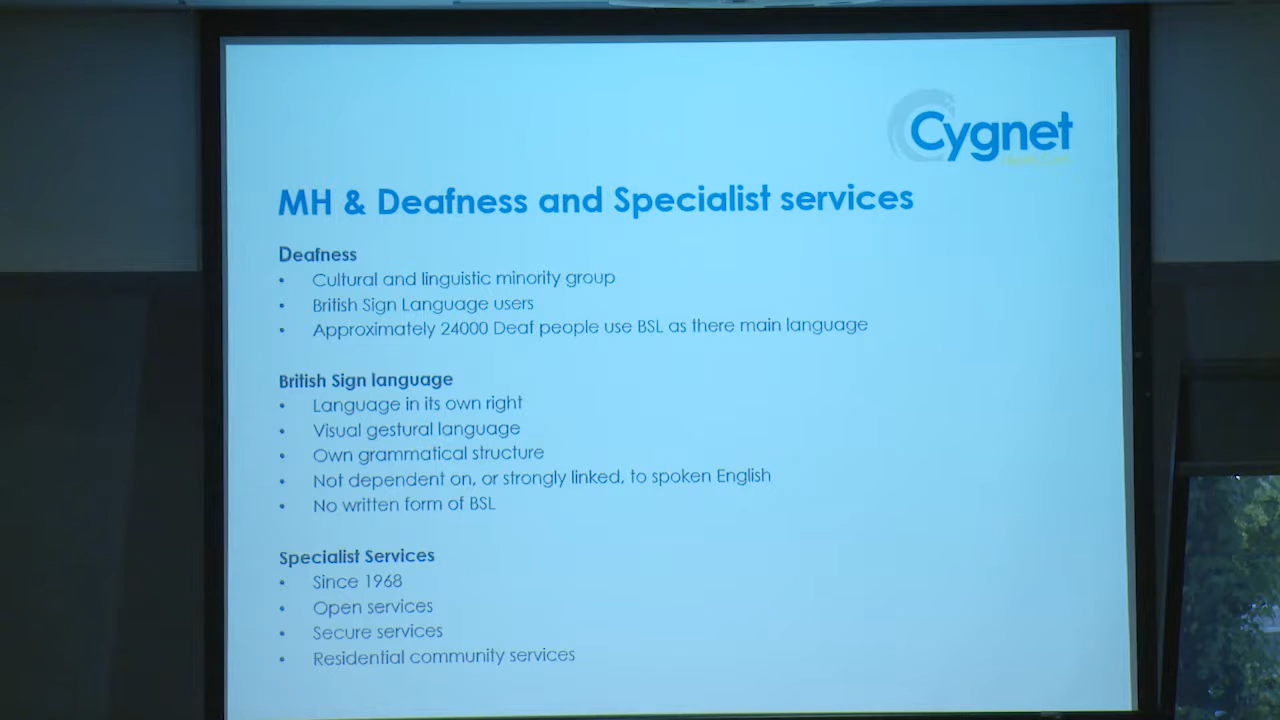 Cygnet
MH & Deafness and Specialist services
Deafness
• Cultural and linguistic minority group
• British Sign Language users
• Approximately 24000 Deaf people use BSL as there main language
British Sign language
• Language in its own right
• Visual gestural language
• Own grammatical structure
• Not dependent on, or strongly linked, to spoken English
• No written form of BSL
Specialist Services
• Since 1968
• Open services
• Secure services
• Residential community services